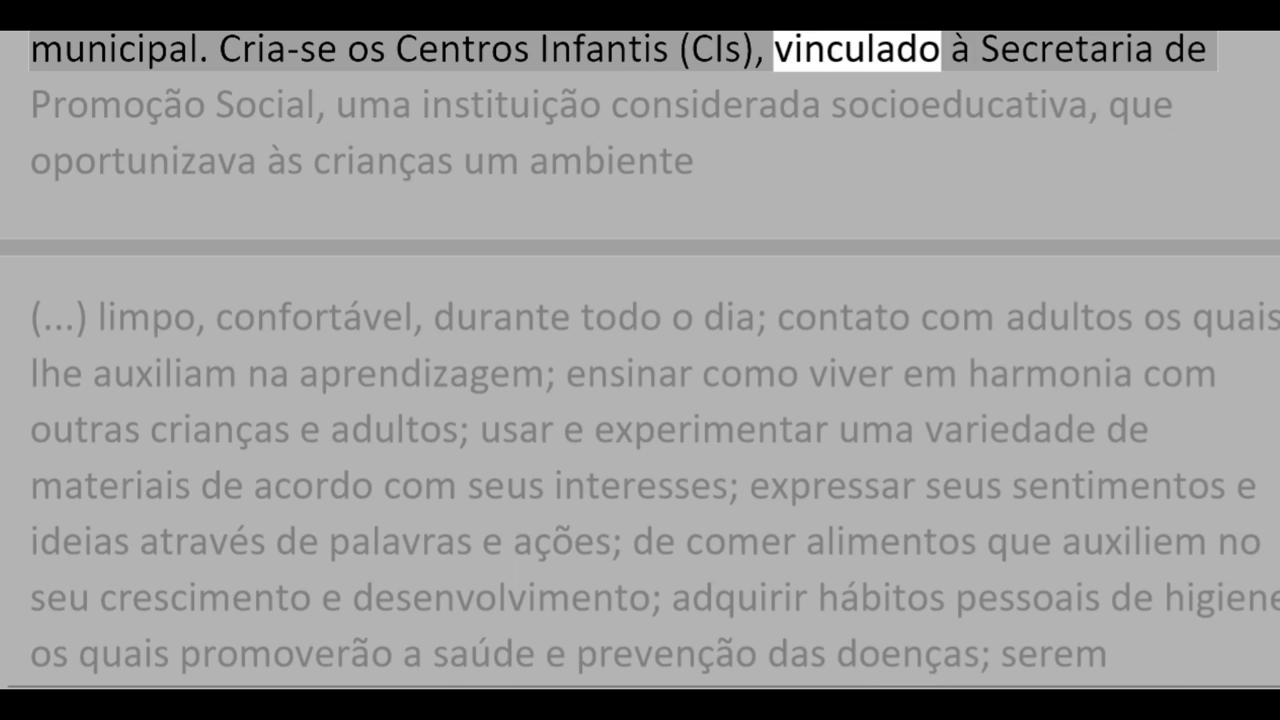 municipal. Cria-se os Centros Infantis (CIs), vinculado à Secretaria de
Promoção Social, uma instituição considerada socioeducativa, que
oportunizava às crianças um ambiente
(...) limpo, confortável, durante todo o dia; contato com adultos os quais
lhe auxiliam na aprendizagem; ensinar como viver em harmonia com
outras crianças e adultos; usar e experimentar uma variedade de
materiais de acordo com seus interesses; expressar seus sentimentos e
ideias através de palavras e ações; de comer alimentos que auxiliem no
seu crescimento e desenvolvimento; adquirir hábitos pessoais de higiene
os quais promoverão a saúde e prevenção das doenças; serem